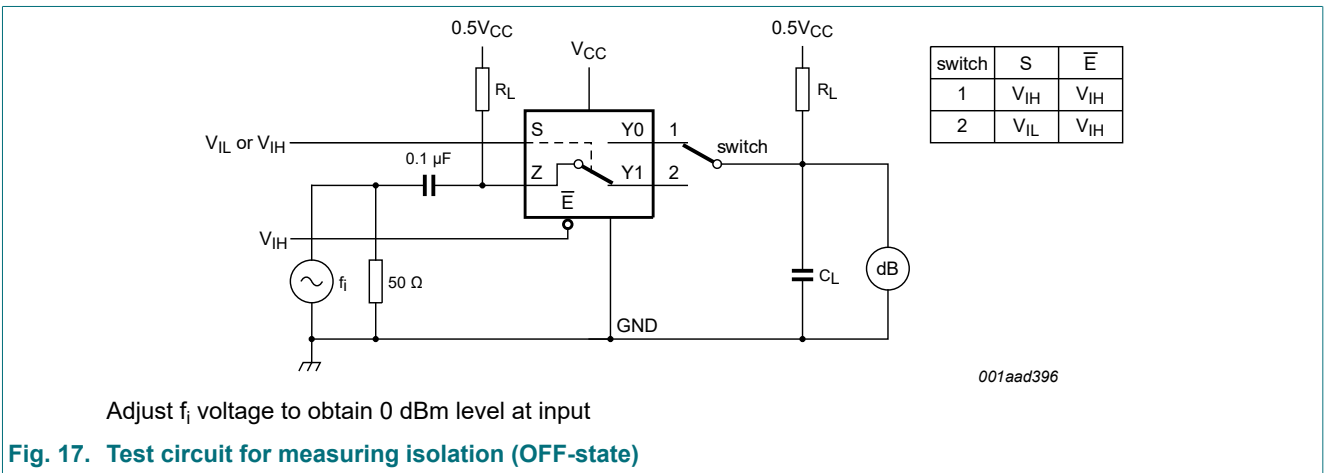 0.5VCC
0.5VCC
VCC
RL
RL
switch S E̅
1 VIH VIH
2 VIL VIH
VIL or VIH
S
Y0
1
switch
0.1 µF
Z
Y1
2
E̅
VIH
fi
50 Ω
CL
dB
GND
001aad396
Adjust fi voltage to obtain 0 dBm level at input
Fig. 17. Test circuit for measuring isolation (OFF-state)